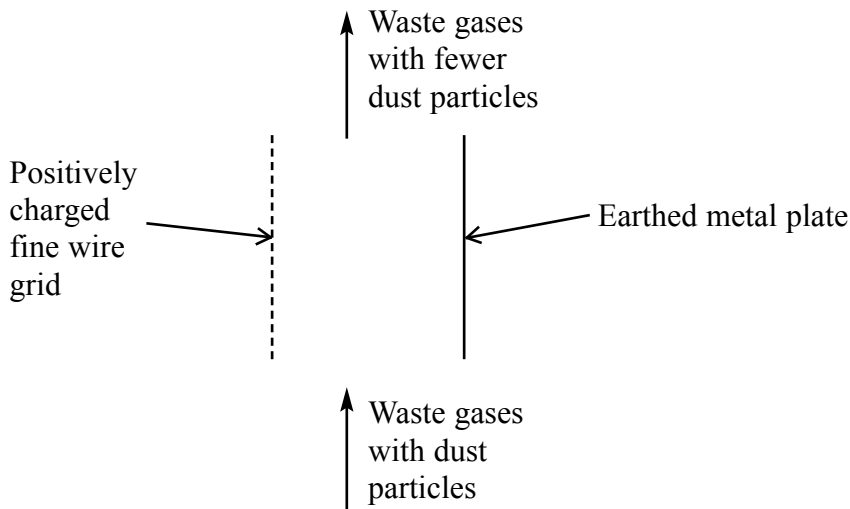 Waste gases
with fewer
dust particles
Positively
charged
fine wire
grid
Earthed metal plate
Waste gases
with dust
particles